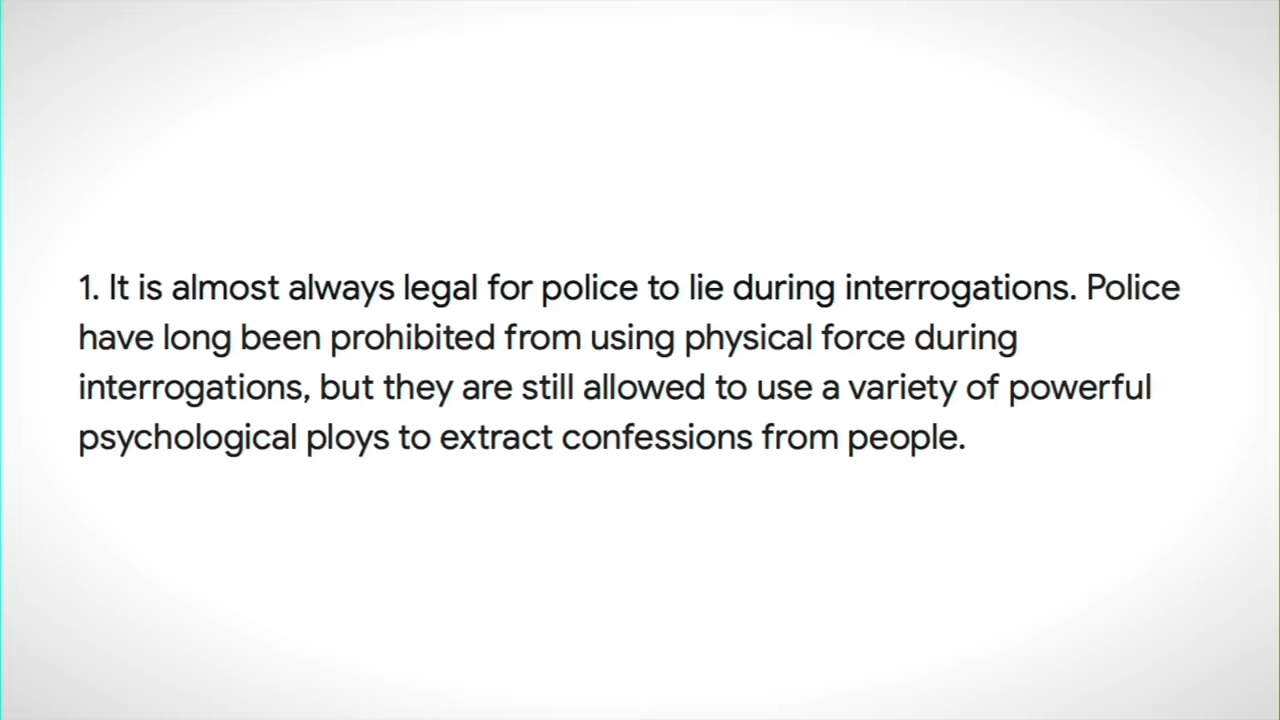 1. It is almost always legal for police to lie during interrogations. Police
have long been prohibited from using physical force during
interrogations, but they are still allowed to use a variety of powerful
psychological ploys to extract confessions from people.